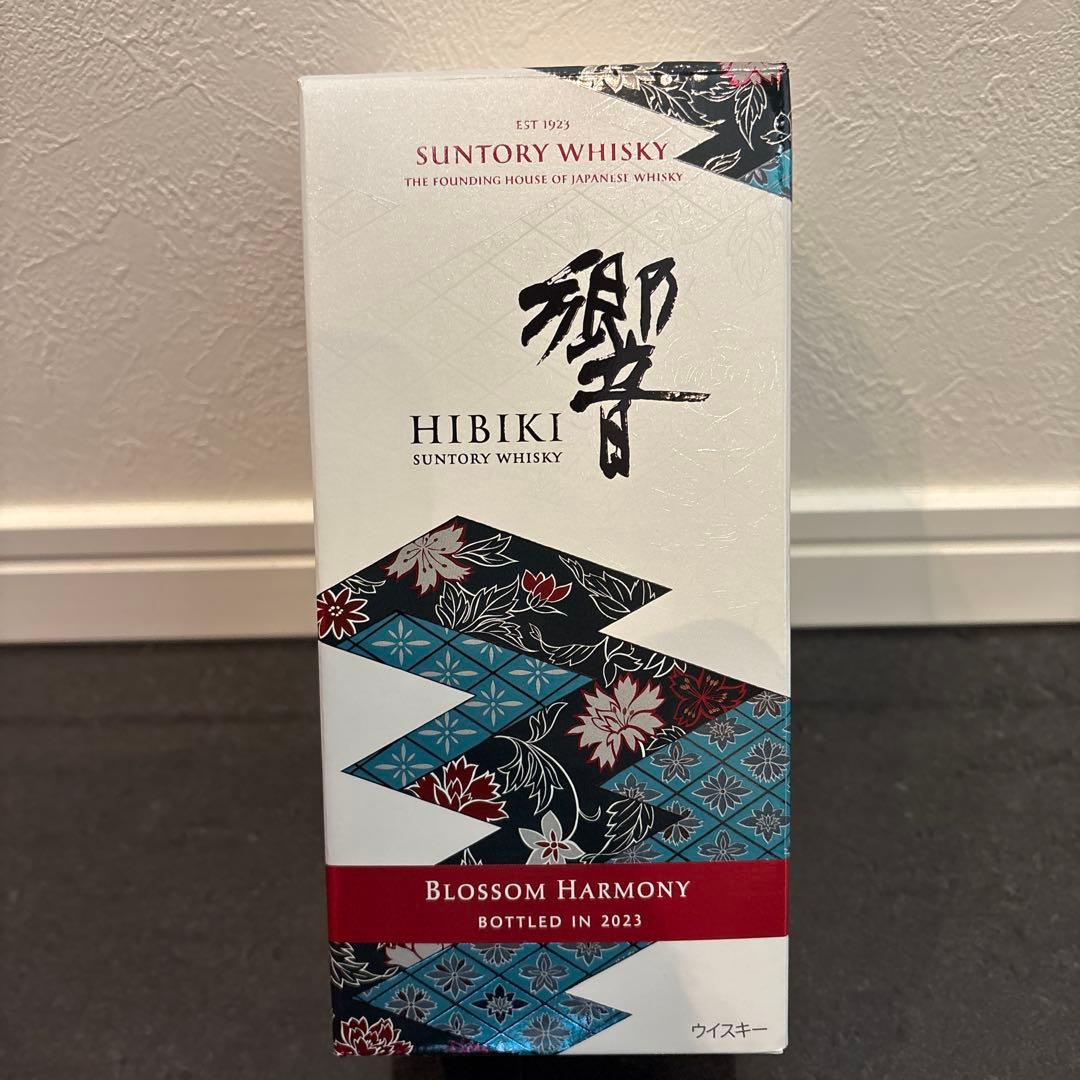 EST 1923
SUNTORY WHISKY
THE FOUNDING HOUSE OF JAPANESE WHISKY
響
HIBIKI
SUNTORY WHISKY
BLOSSOM HARMONY
BOTTLED IN 2023
ウイスキー